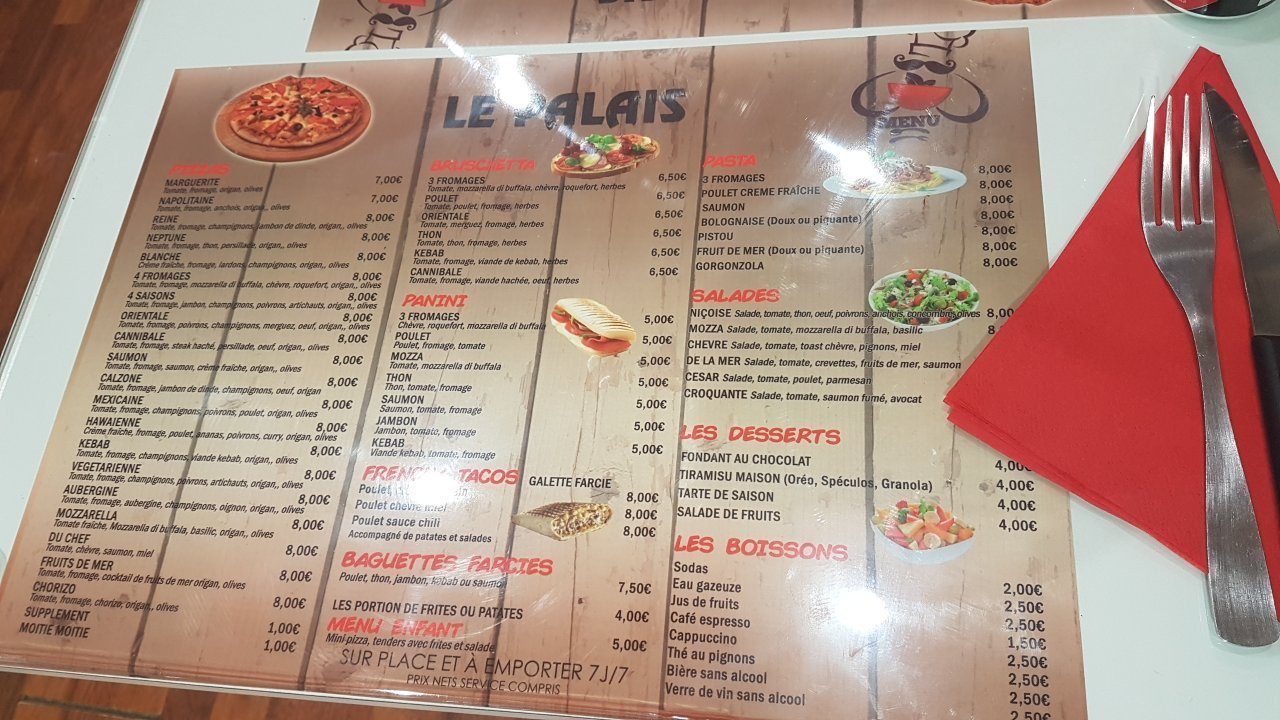 LE PALAIS
MENU
PIZZAS
MARGUERITE 7,00€
Tomate, fromage, origan, olives
NAPOLITAINE 7,00€
Tomate, fromage, anchois, origan,, olives
REINE 8,00€
Tomate, fromage, champignons, jambon de dinde, origan,, olives
NEPTUNE 8,00€
Tomate, fromage, thon, persillade, origan,, olives
BLANCHE 8,00€
Crème fraîche, fromage, lardons, champignons, origan,, olives
4 FROMAGES 8,00€
Tomate, fromage, mozzarella di buffala, chèvre, roquefort, origan,, olives
4 SAISONS 8,00€
Tomate, fromage, jambon, champignons, poivrons, artichauts, origan,, olives
ORIENTALE 8,00€
Tomate, fromage, poivrons, champignons, merguez, oeuf, origan,, olives
CANNIBALE 8,00€
Tomate, fromage, steak haché, persillade, oeuf, origan,, olives
SAUMON 8,00€
Tomate, fromage, saumon, crème fraîche, origan,, olives
CALZONE 8,00€
Tomate, fromage, jambon de dinde, champignons, oeuf, origan
MEXICAINE 8,00€
Tomate, fromage, champignons, poivrons, poulet, origan,, olives
HAWAIENNE 8,00€
Crème fraîche, fromage, poulet, ananas, poivrons, curry, origan,, olives
KEBAB 8,00€
Tomate, fromage, champignons, viande kebab, origan,, olives
VEGETARIENNE 8,00€
Tomate, fromage, champignons, poivrons, artichauts, origan,, olives
AUBERGINE 8,00€
Tomate, fromage, aubergine, champignons, oignon, origan,, olives
MOZZARELLA 8,00€
Tomate fraîche, Mozzarella di buffala, basilic, origan,, olives
DU CHEF 8,00€
Tomate, chèvre, saumon, miel
FRUITS DE MER 8,00€
Tomate, fromage, cocktail de fruits de mer origan,, olives
CHORIZO 8,00€
Tomate, fromage, chorizo, origan,, olives
SUPPLEMENT 1,00€
MOITIE MOITIE 1,00€
BRUSCHETTA
3 FROMAGES 6,50€
Tomate, mozzarella di buffala, chèvre, roquefort, herbes
POULET 6,50€
Tomate, poulet, fromage, herbes
ORIENTALE 6,50€
Tomate, merguez, fromage, herbes
THON 6,50€
Tomate, thon, fromage, herbes
KEBAB 6,50€
Tomate, fromage, viande de kebab, herbes
CANNIBALE 6,50€
Tomate, fromage, viande hachée, oeuf, herbes
PANINI
3 FROMAGES 5,00€
Chèvre, roquefort, mozzarella di buffala
POULET 5,00€
Poulet, fromage, tomate
MOZZA 5,00€
Tomate, mozzarella di buffala
THON 5,00€
Thon, tomate, fromage
SAUMON 5,00€
Saumon, tomate, fromage
JAMBON 5,00€
Jambon, tomate, fromage
KEBAB 5,00€
Viande kebab, tomate, fromage
FRENCH TACOS GALETTE FARCIE
Poulet, 8,00€
Poulet chèvre miel 8,00€
Poulet sauce chili 8,00€
Accompagné de patates et salades
BAGUETTES FARCIES
Poulet, thon, jambon, kebab ou saumon 7,50€
LES PORTION DE FRITES OU PATATES 4,00€
MENU ENFANT
Mini-pizza, tenders avec frites et salade 5,00€
SUR PLACE ET À EMPORTER 7J/7
PRIX NETS SERVICE COMPRIS
PASTA
3 FROMAGES 8,00€
POULET CREME FRAÎCHE 8,00€
SAUMON 8,00€
BOLOGNAISE (Doux ou piquante) 8,00€
PISTOU 8,00€
FRUIT DE MER (Doux ou piquante) 8,00€
GORGONZOLA 8,00€
SALADES
NIÇOISE Salade, tomate, thon, oeuf, poivrons, anchois, concombres, olives 8,00
MOZZA Salade, tomate, mozzarella di buffala, basilic 8
CHEVRE Salade, tomate, toast chèvre, pignons, miel
DE LA MER Salade, tomate, crevettes, fruits de mer, saumon
CESAR Salade, tomate, poulet, parmesan
CROQUANTE Salade, tomate, saumon fumé, avocat
LES DESSERTS
FONDANT AU CHOCOLAT 4,00€
TIRAMISU MAISON (Oréo, Spéculos, Granola) 4,00€
TARTE DE SAISON 4,00€
SALADE DE FRUITS 4,00€
LES BOISSONS
Sodas 2,00€
Eau gazeuze 2,50€
Jus de fruits 2,50€
Café espresso 1,50€
Cappuccino 2,50€
Thé au pignons 2,50€
Bière sans alcool 2,50€
Verre de vin sans alcool 2,50€